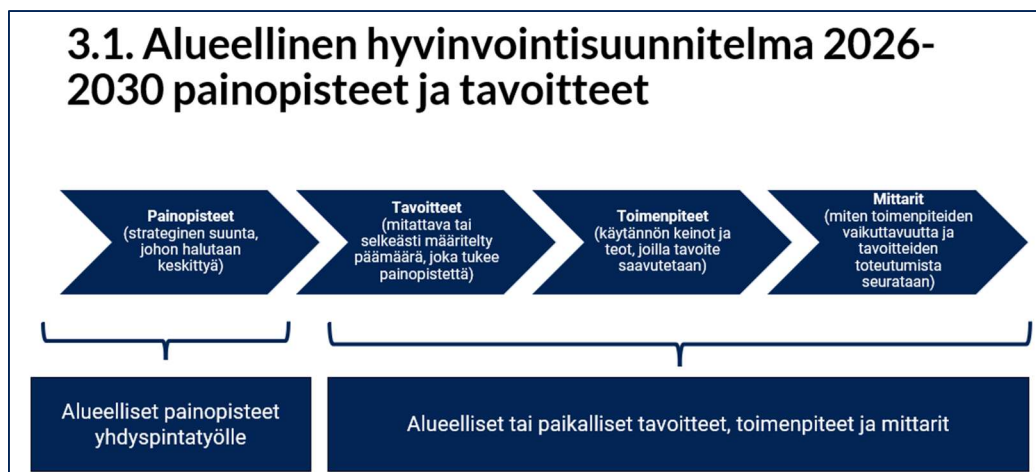 3.1. Alueellinen hyvinvointisuunnitelma 2026-
2030 painopisteet ja tavoitteet
Painopisteet
(strateginen suunta,
johon halutaan
keskittyä)
Tavoitteet
(mitattava tai
selkeästi määritelty
päämäärä, joka tukee
painopistettä)
Toimenpiteet
(käytännön keinot ja
teot, joilla tavoite
saavutetaan)
Mittarit
(miten toimenpiteiden
vaikuttavuutta ja
tavoitteiden
toteutumista
seurataan)
Alueelliset painopisteet
yhdyspintatyölle
Alueelliset tai paikalliset tavoitteet, toimenpiteet ja mittarit